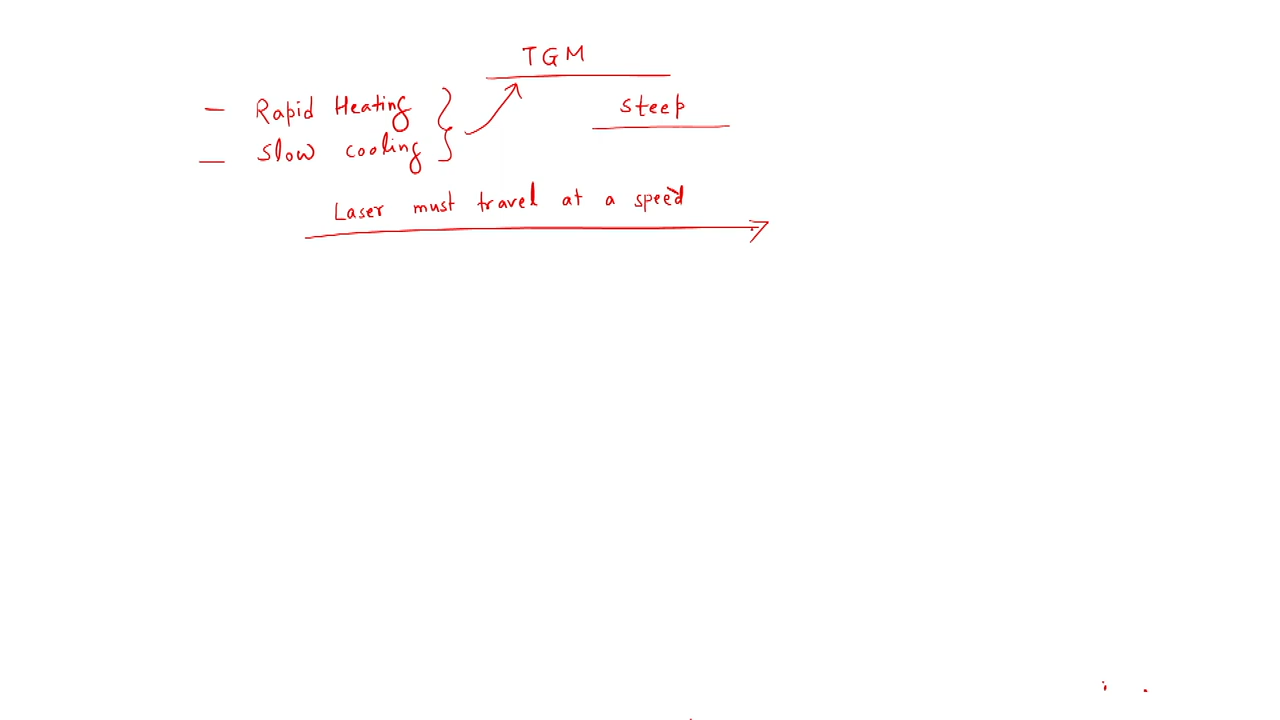 TGM
- Rapid Heating
steep
- Slow cooling
Laser must travel at a speed